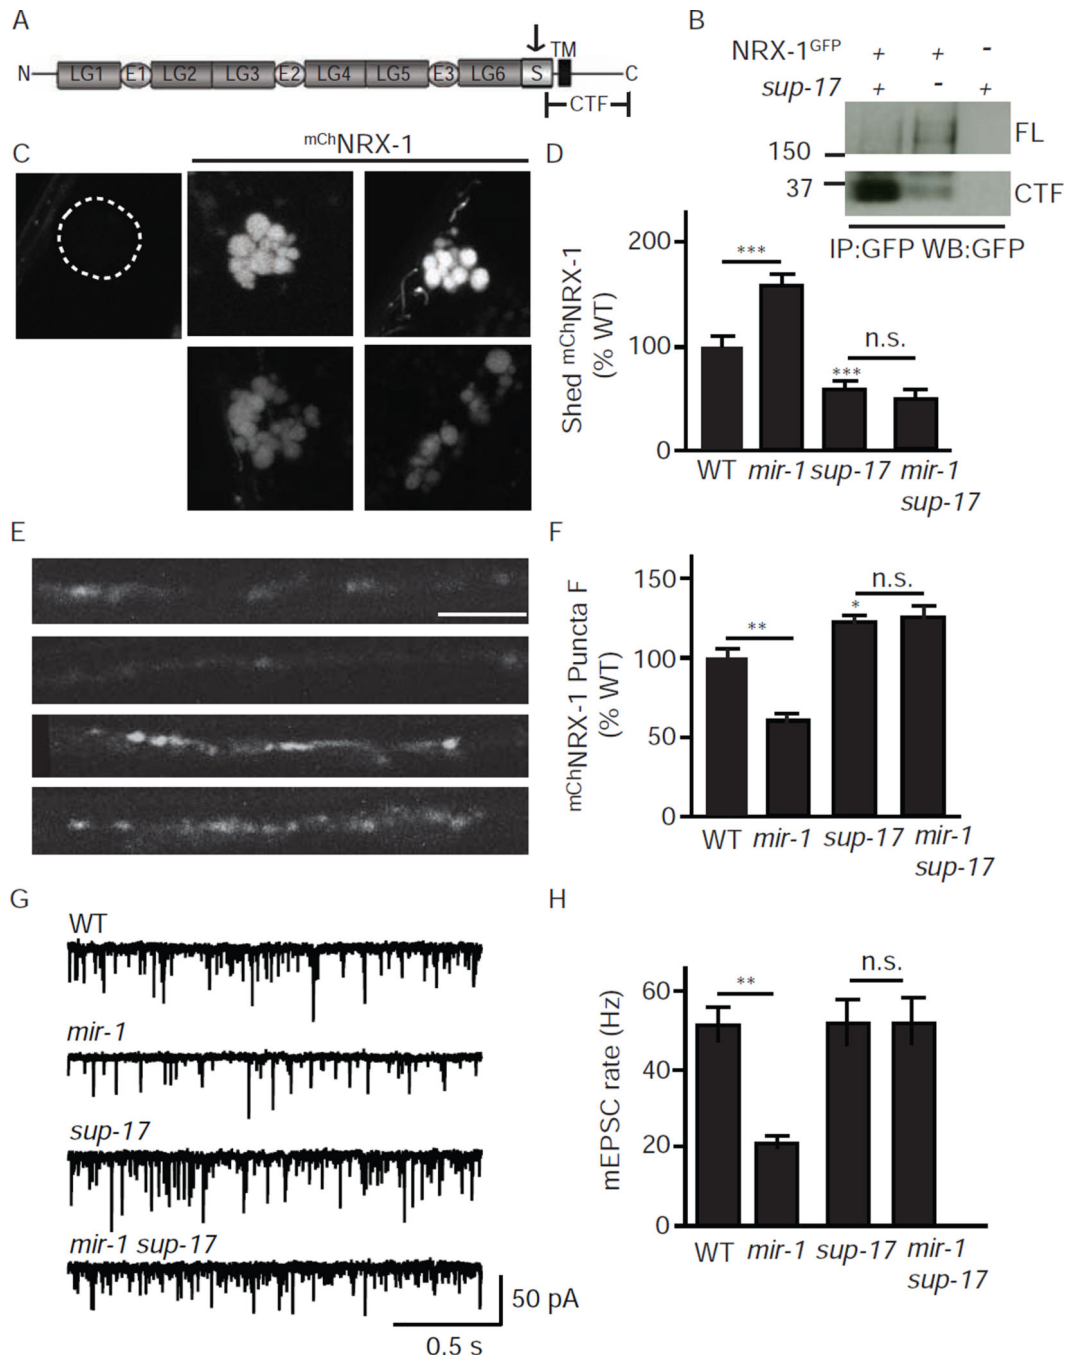 A
TM
N LG1 E1 LG2 LG3 E2 LG4 LG5 E3 LG6 S C
CTF
B
NRX-1GFP + + -
sup-17 + - +
FL
150
37
CTF
IP:GFP WB:GFP
C
mChNRX-1
D
Shed mChNRX-1
(% WT)
200
100
0
***
***
n.s.
WT mir-1 sup-17 mir-1
sup-17
E
F
mChNRX-1 Puncta F
(% WT)
150
100
50
0
**
*
n.s.
WT mir-1 sup-17 mir-1
sup-17
G
WT
mir-1
sup-17
mir-1 sup-17
50 pA
0.5 s
H
mEPSC rate (Hz)
60
40
20
0
**
n.s.
WT mir-1 sup-17 mir-1
sup-17